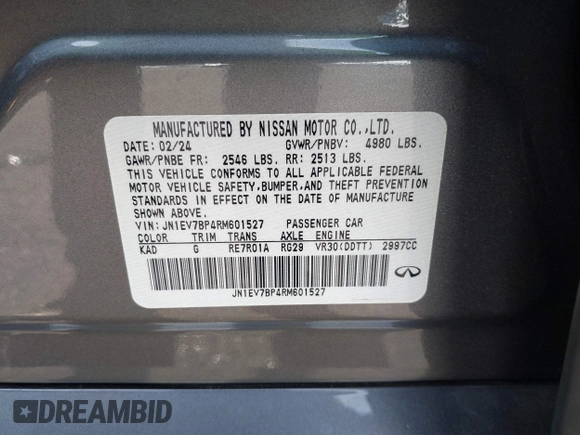 MANUFACTURED BY NISSAN MOTOR CO.,LTD.
DATE: 02/24 GVWR/PNBV: 4980 LBS.
GAWR/PNBE FR: 2546 LBS. RR: 2513 LBS.
THIS VEHICLE CONFORMS TO ALL APPLICABLE FEDERAL
MOTOR VEHICLE SAFETY,BUMPER,AND THEFT PREVENTION
STANDARDS IN EFFECT ON THE DATE OF MANUFACTURE
SHOWN ABOVE.
VIN: JN1EV7BP4RM601527 PASSENGER CAR
COLOR TRIM TRANS AXLE ENGINE
KAD G RE7R01A RG29 VR30(DDTT) 2997CC
JN1EV7BP4RM601527
DREAMBID